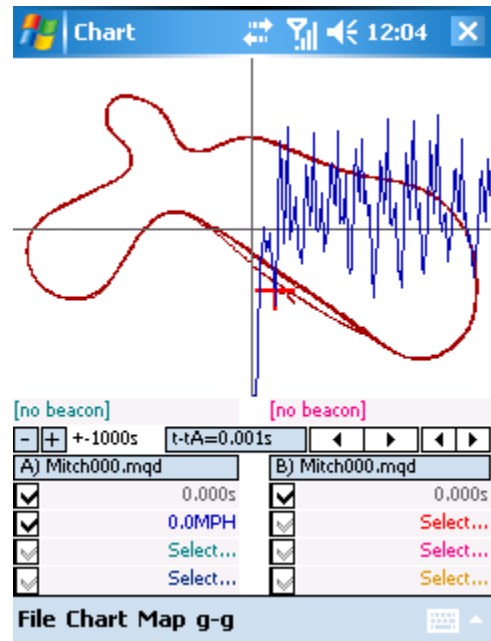 Chart 12:04
[no beacon] [no beacon]
- + +-1000s t-tA=0.001s
A) Mitch000.mqd B) Mitch000.mqd
0.000s 0.000s
0.0MPH Select...
Select... Select...
Select... Select...
File Chart Map g-g